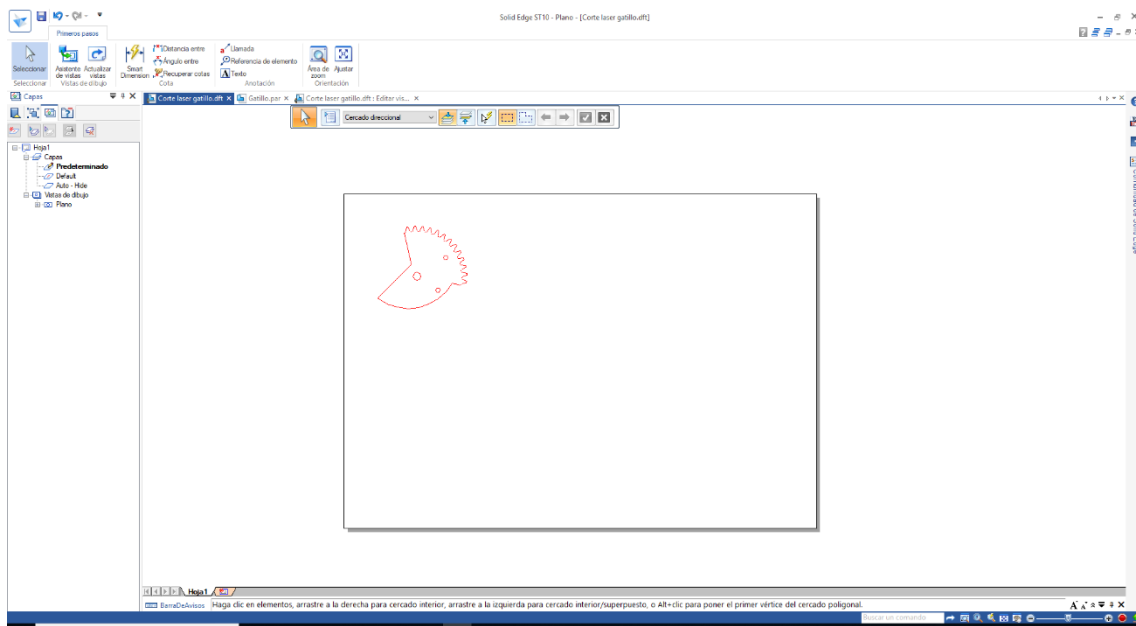 Solid Edge ST10 - Plano - [Corte laser gatillo.dft]
Primeros pasos
Seleccionar
Asistente de vistas
Actualizar vistas
Smart Dimension
Distancia entre
Ángulo entre
Recuperar cotas
Llamada
Referencia de elemento
Texto
Área de zoom
Ajustar
Seleccionar
Vistas de dibujo
Cota
Anotación
Orientación
Capas
Corte laser gatillo.dft
Gatillo.par
Corte laser gatillo.dft : Editar vis...
Cercado direccional
Hoja1
Capas
Predeterminado
Default
Auto - Hide
Vistas de dibujo
Plano
Hoja1
BarraDeAvisos
Haga clic en elementos, arrastre a la derecha para cercado interior, arrastre a la izquierda para cercado interior/superpuesto, o Alt+clic para poner el primer vértice del cercado poligonal.
Buscar un comando